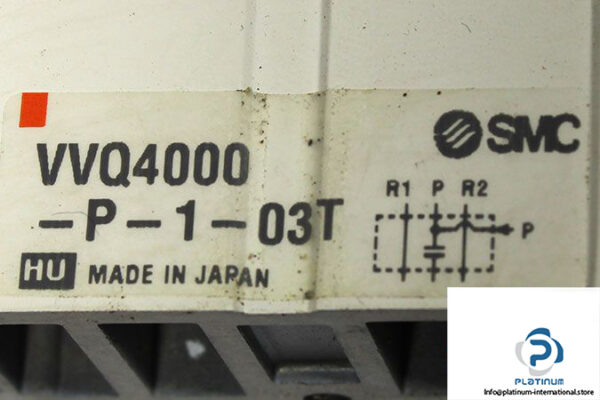 VVQ4000
-P-1-03T
HU MADE IN JAPAN
SMC
R1 P R2
P
PLATINUM
Info@platinum-international.store